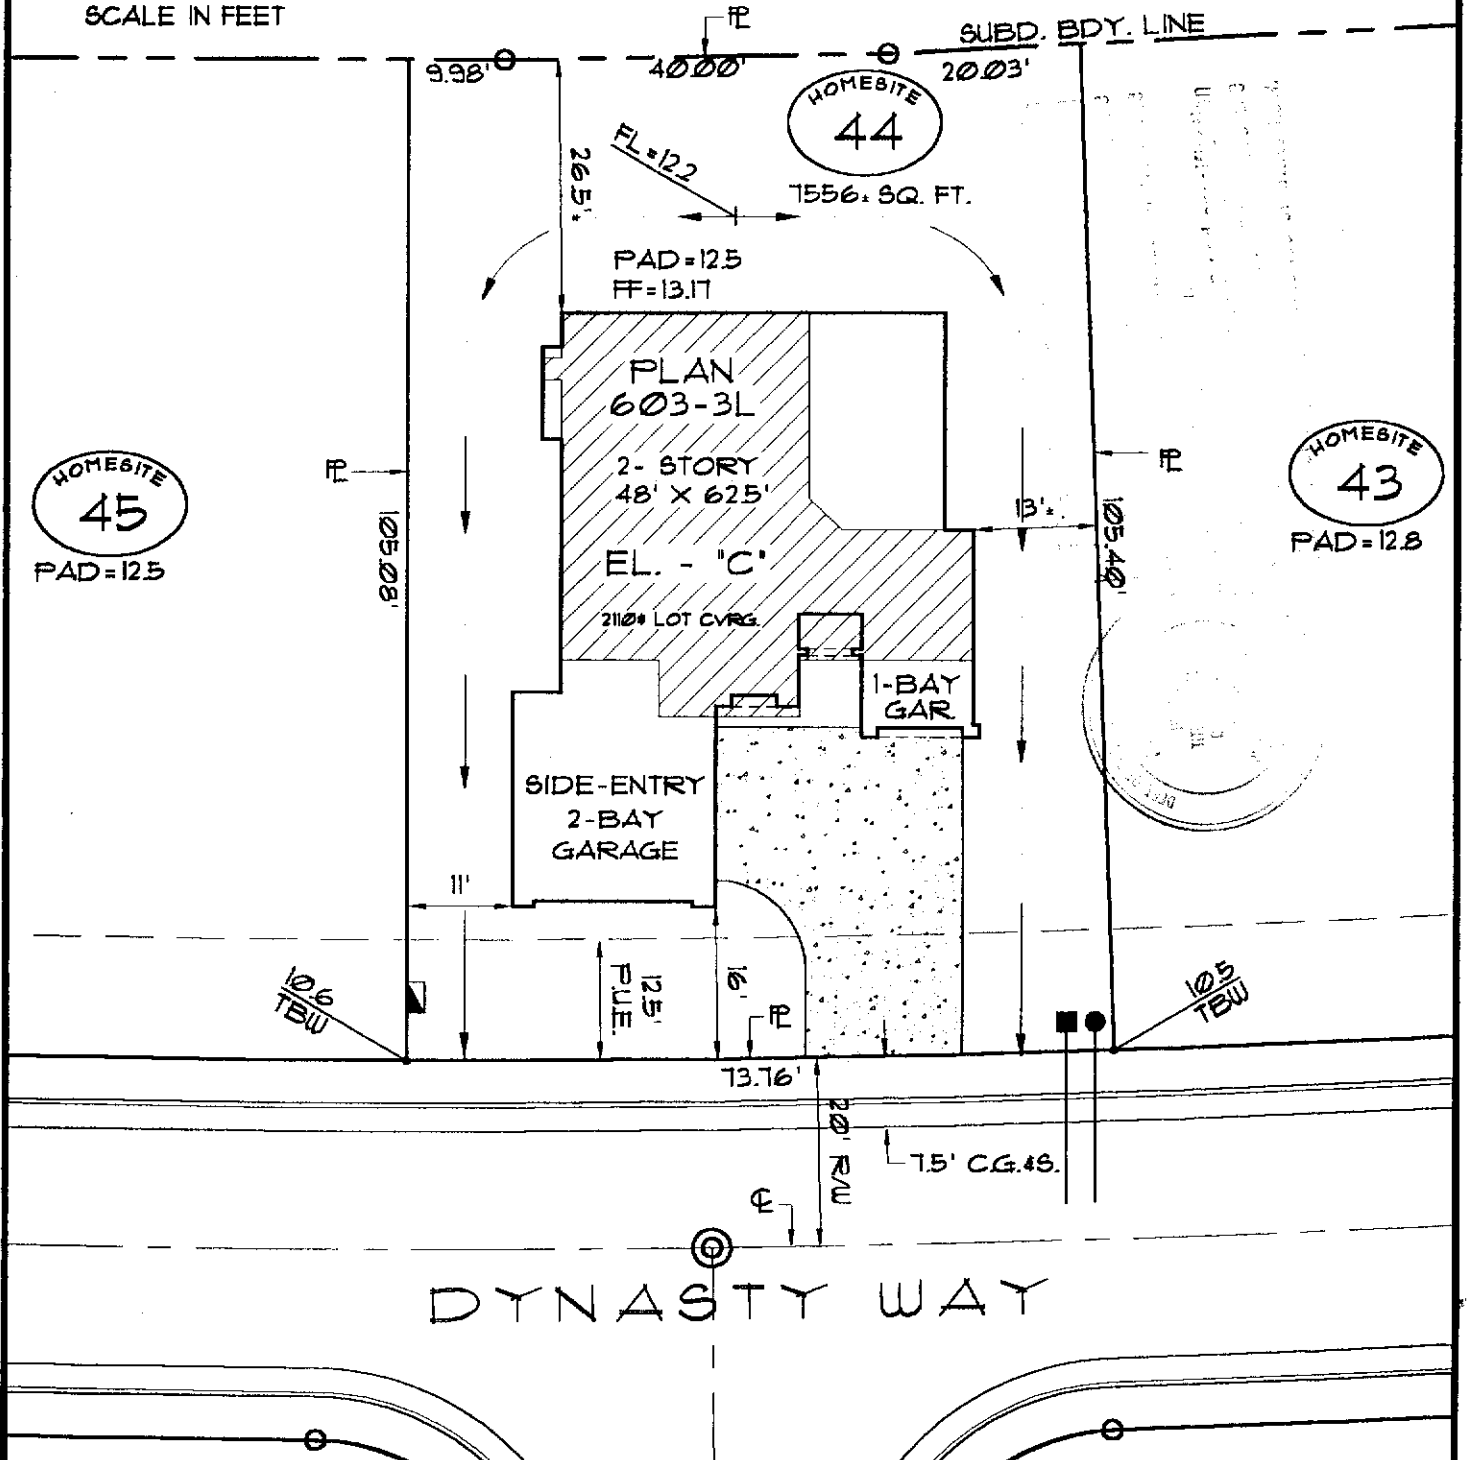 SCALE IN FEET
PL
SUBD. BDY. LINE
9.98'
40.00'
20.03'
HOMESITE
44
7556± SQ. FT.
26.5'±
FL=12.2
PAD=12.5
FF=13.17
PLAN
603-3L
2- STORY
48' X 62.5'
EL. - "C"
2110# LOT CVRG.
HOMESITE
45
PAD=12.5
PL
105.08'
13'±
105.40'
PL
HOMESITE
43
PAD=12.8
1-BAY
GAR.
SIDE-ENTRY
2-BAY
GARAGE
11'
10.6
TBW
12.5'
P.U.E.
16'
PL
10.5
TBW
73.76'
20' R/W
7.5' C.G.&S.
CL
DYNASTY WAY